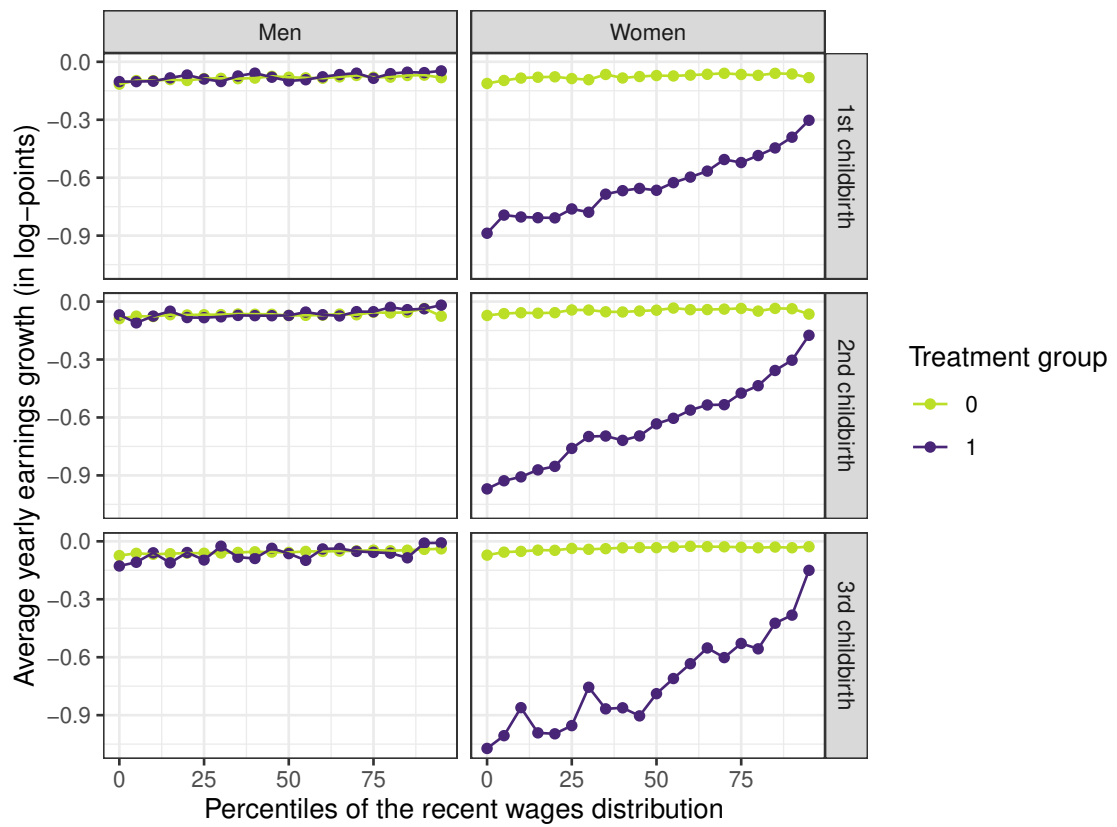 Men
Women
Average yearly earnings growth (in log−points)
0.0
−0.3
−0.6
−0.9
1st childbirth
0.0
−0.3
−0.6
−0.9
2nd childbirth
0.0
−0.3
−0.6
−0.9
3rd childbirth
0 25 50 75
0 25 50 75
Percentiles of the recent wages distribution
Treatment group
0
1